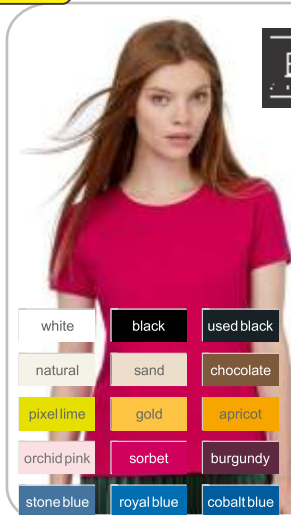 white black used black
natural sand chocolate
pixel lime gold apricot
orchid pink sorbet burgundy
stone blue royal blue cobalt blue